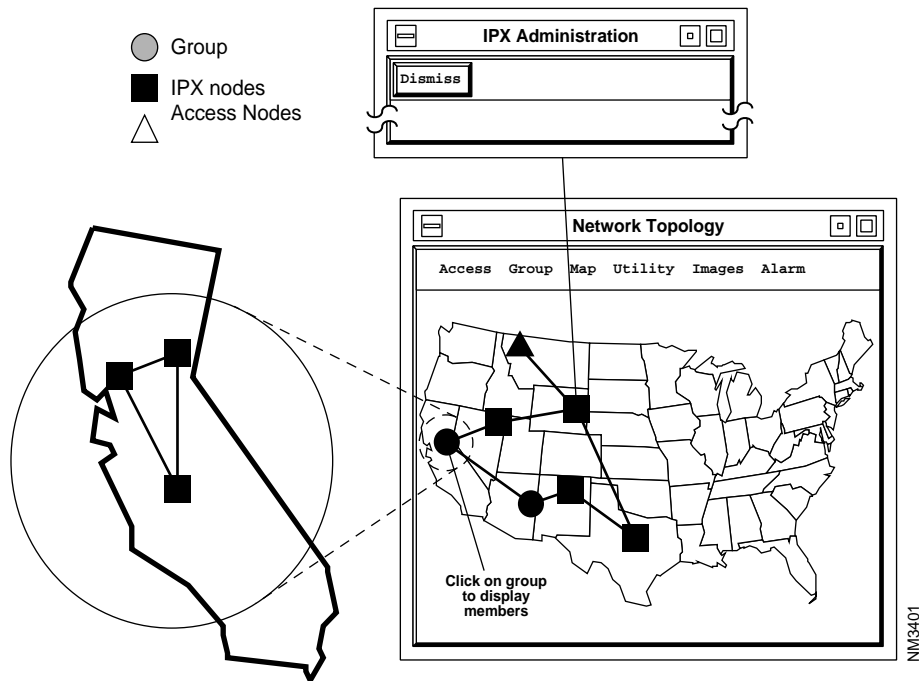 Group
IPX nodes
Access Nodes
IPX Administration
Dismiss
Network Topology
Access Group Map Utility Images Alarm
Click on group
to display
members
NM3401